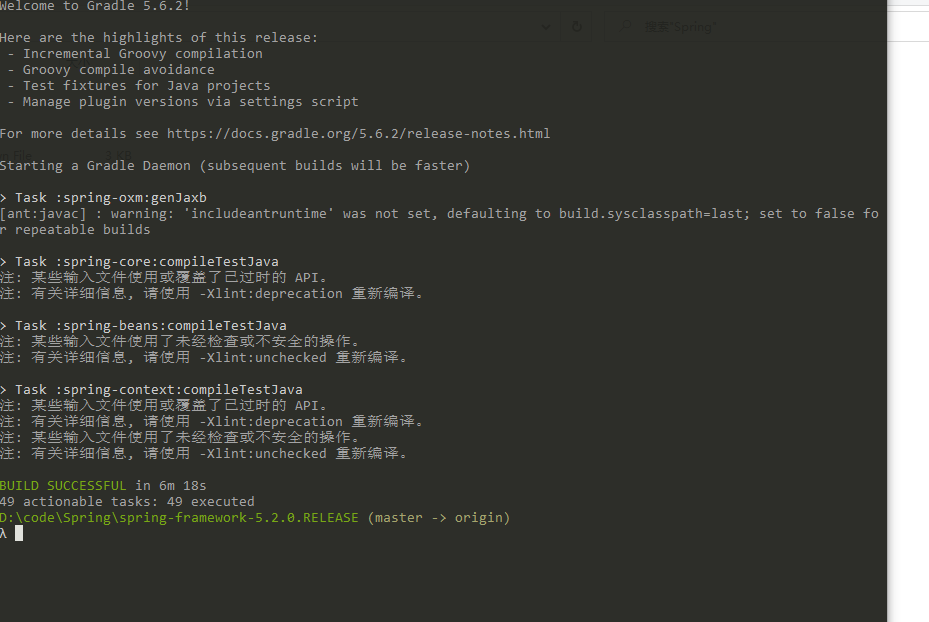 Welcome to Gradle 5.6.2!
搜索"Spring"
Here are the highlights of this release:
- Incremental Groovy compilation
- Groovy compile avoidance
- Test fixtures for Java projects
- Manage plugin versions via settings script
For more details see https://docs.gradle.org/5.6.2/release-notes.html
Starting a Gradle Daemon (subsequent builds will be faster)
> Task :spring-oxm:genJaxb
[ant:javac] : warning: 'includeantruntime' was not set, defaulting to build.sysclasspath=last; set to false fo
r repeatable builds
> Task :spring-core:compileTestJava
注: 某些输入文件使用或覆盖了已过时的 API。
注: 有关详细信息, 请使用 -Xlint:deprecation 重新编译。
> Task :spring-beans:compileTestJava
注: 某些输入文件使用了未经检查或不安全的操作。
注: 有关详细信息, 请使用 -Xlint:unchecked 重新编译。
> Task :spring-context:compileTestJava
注: 某些输入文件使用或覆盖了已过时的 API。
注: 有关详细信息, 请使用 -Xlint:deprecation 重新编译。
注: 某些输入文件使用了未经检查或不安全的操作。
注: 有关详细信息, 请使用 -Xlint:unchecked 重新编译。
BUILD SUCCESSFUL in 6m 18s
49 actionable tasks: 49 executed
D:\code\Spring\spring-framework-5.2.0.RELEASE (master -> origin)
λ